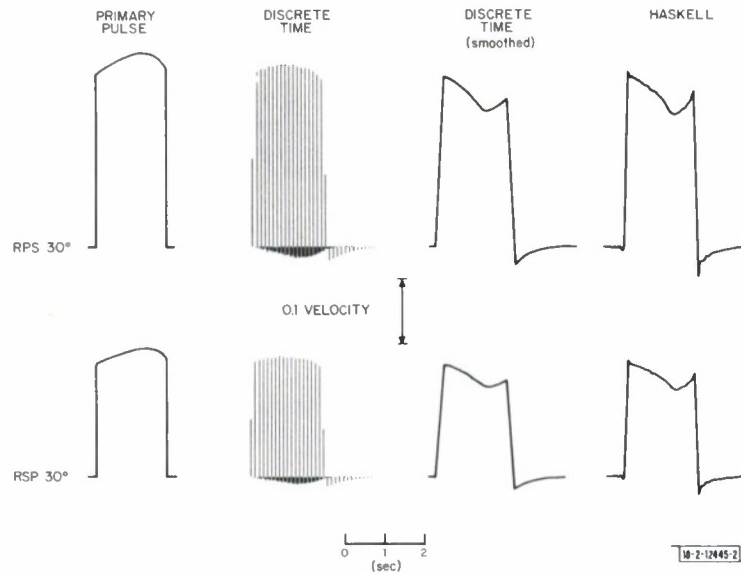 PRIMARY
PULSE
DISCRETE
TIME
DISCRETE
TIME
(smoothed)
HASKELL
RPS 30°
0.1 VELOCITY
RSP 30°
0 1 2
(sec)
18-2-12445-2